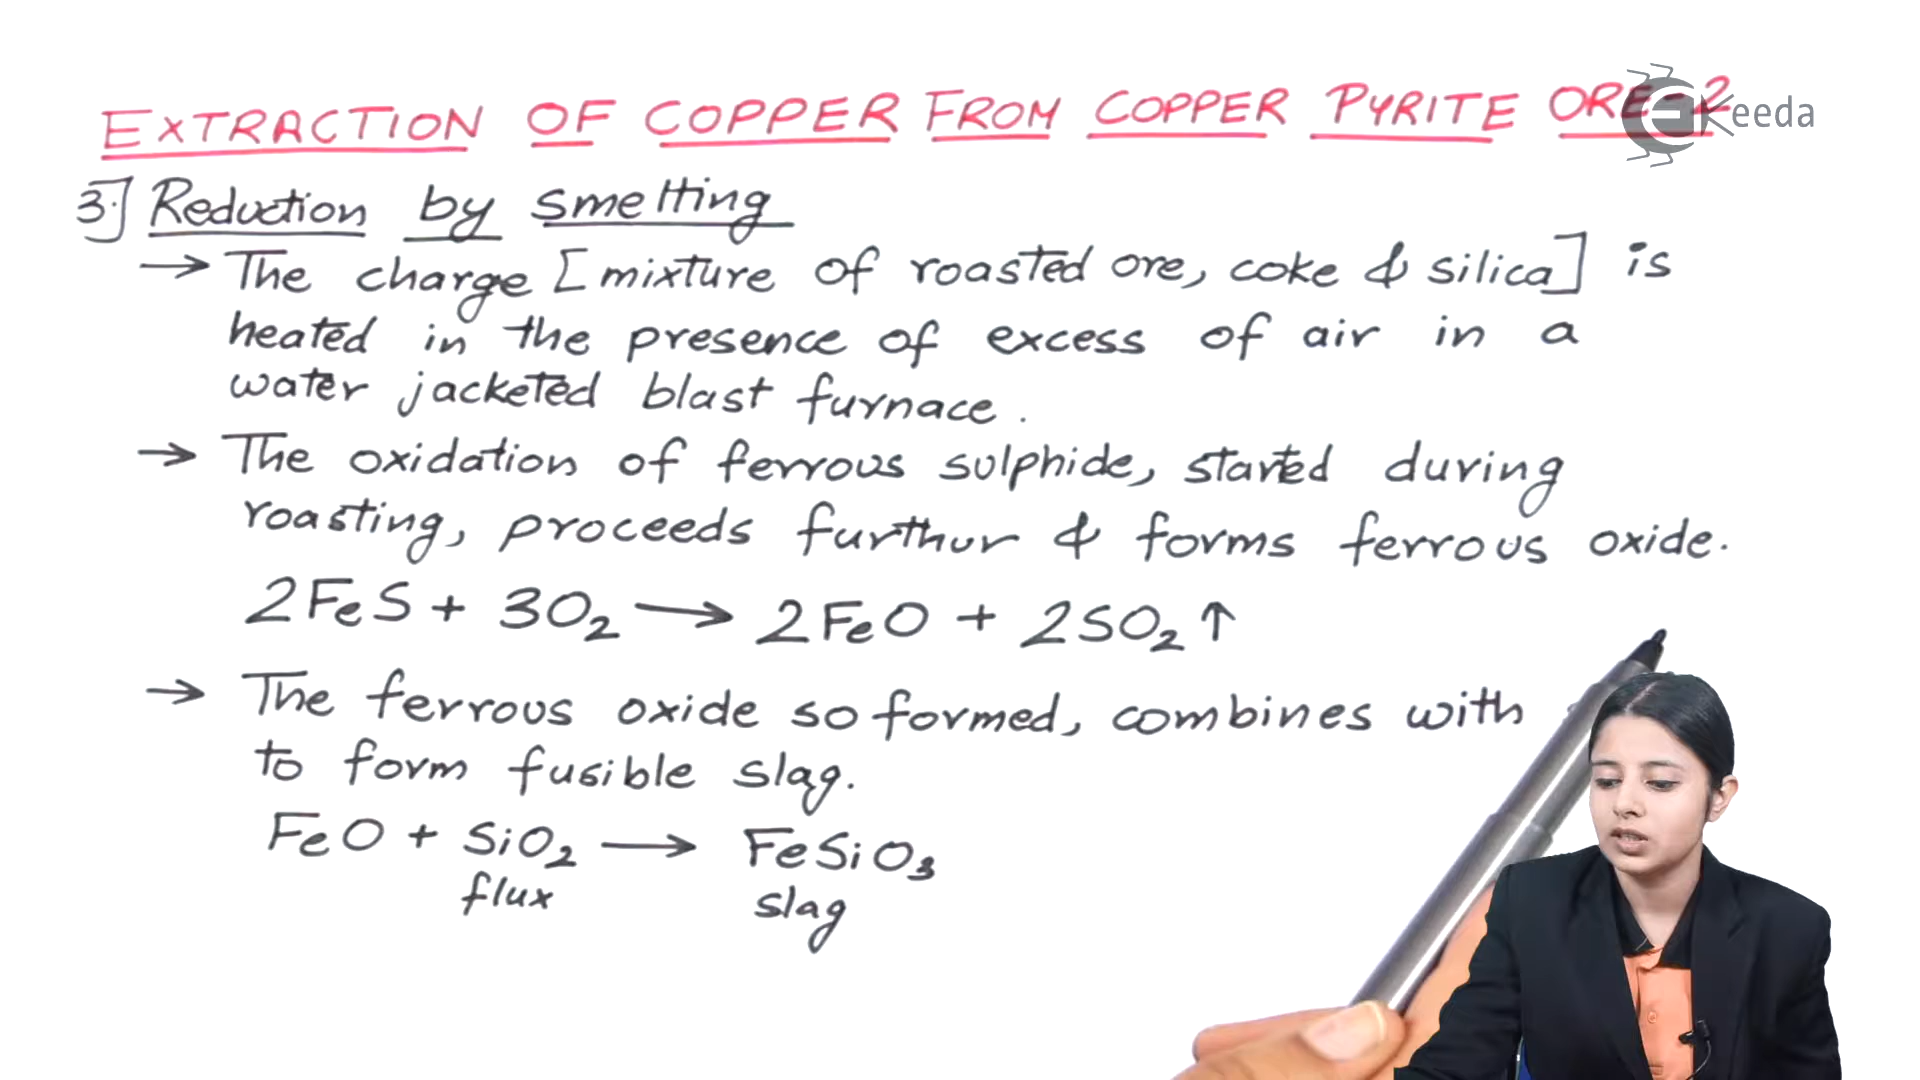 EXTRACTION OF COPPER FROM COPPER PYRITE ORE-2
Keeda
3.] Reduction by smelting
→ The charge [mixture of roasted ore, coke & silica] is
heated in the presence of excess of air in a
water jacketed blast furnace.
→ The oxidation of ferrous sulphide, started during
roasting, proceeds furthur & forms ferrous oxide.
2FeS + 3O₂ → 2FeO + 2SO₂ ↑
→ The ferrous oxide so formed, combines with
to form fusible slag.
FeO + SiO₂ → FeSiO₃
flux slag